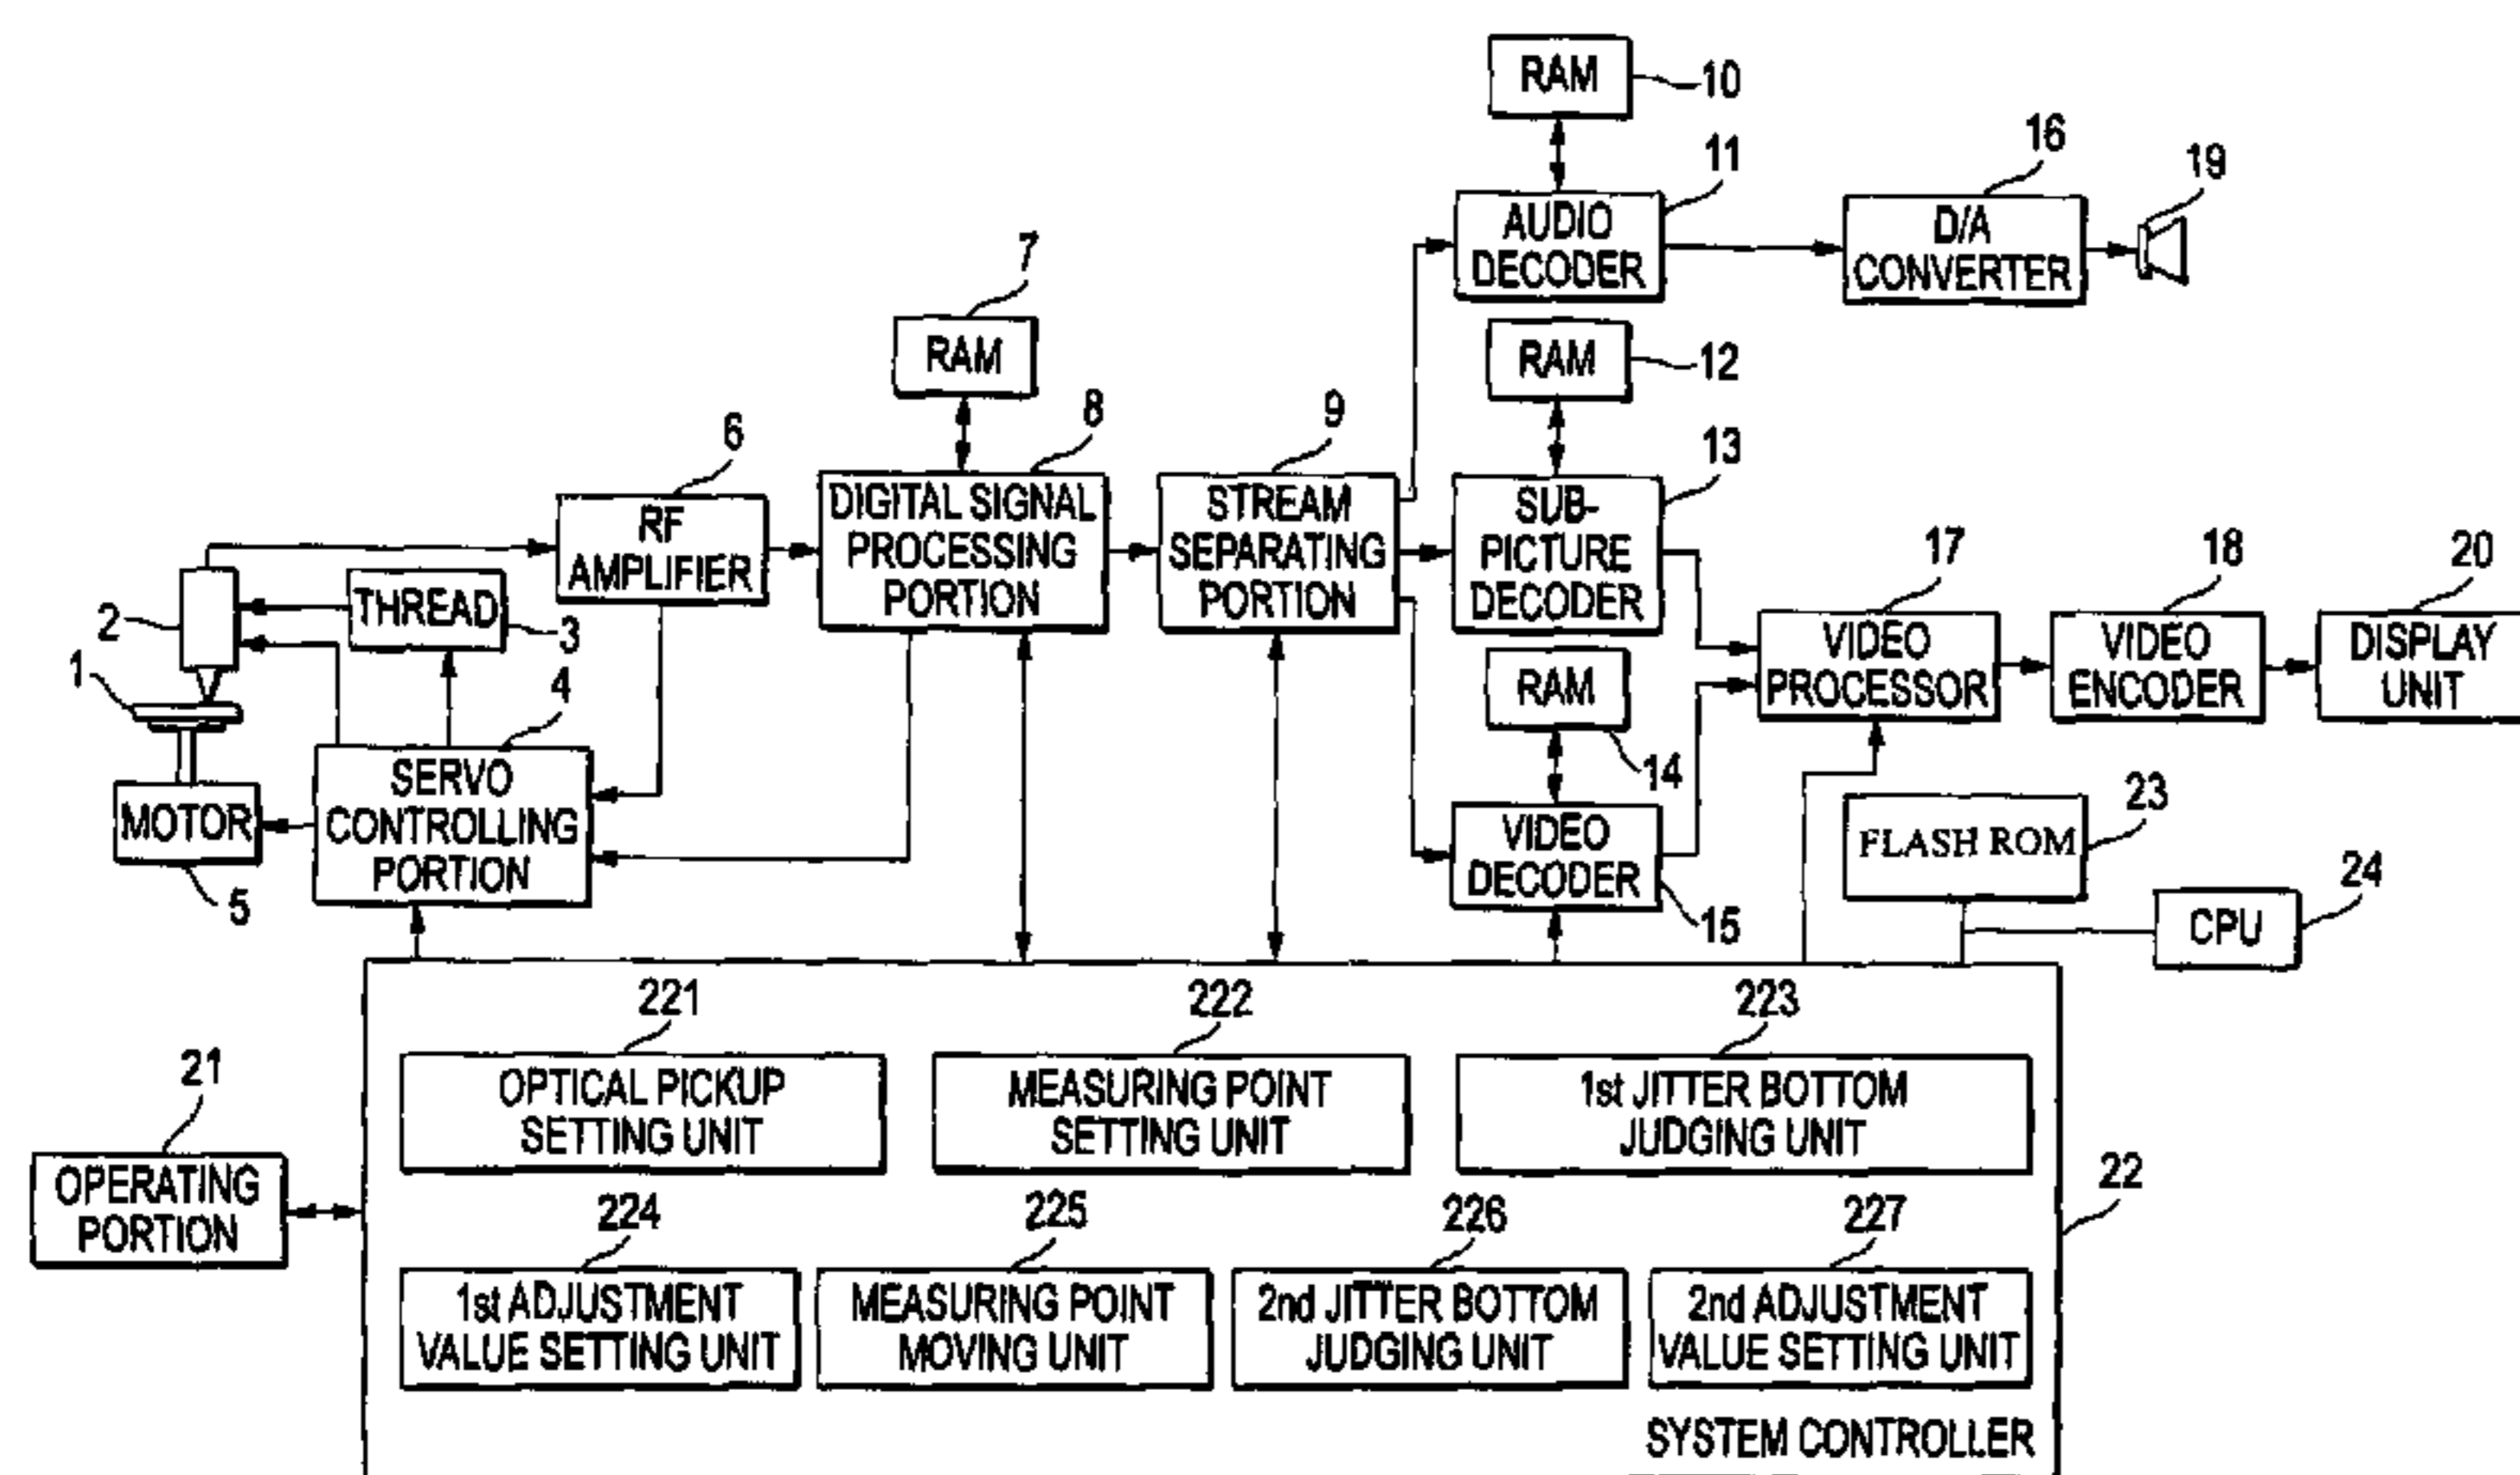 RAM
10
11
16
19
AUDIO
DECODER
D/A
CONVERTER
7
RAM
RAM
12
6
8
9
13
RF
AMPLIFIER
DIGITAL SIGNAL
PROCESSING
PORTION
STREAM
SEPARATING
PORTION
SUB-
PICTURE
DECODER
17
18
20
2
THREAD
3
1
4
RAM
14
VIDEO
PROCESSOR
VIDEO
ENCODER
DISPLAY
UNIT
MOTOR
5
SERVO
CONTROLLING
PORTION
VIDEO
DECODER
15
FLASH ROM
23
24
CPU
221
222
223
21
OPTICAL PICKUP
SETTING UNIT
MEASURING POINT
SETTING UNIT
1st JITTER BOTTOM
JUDGING UNIT
OPERATING
PORTION
22
224
225
226
227
1st ADJUSTMENT
VALUE SETTING UNIT
MEASURING POINT
MOVING UNIT
2nd JITTER BOTTOM
JUDGING UNIT
2nd ADJUSTMENT
VALUE SETTING UNIT
SYSTEM CONTROLLER